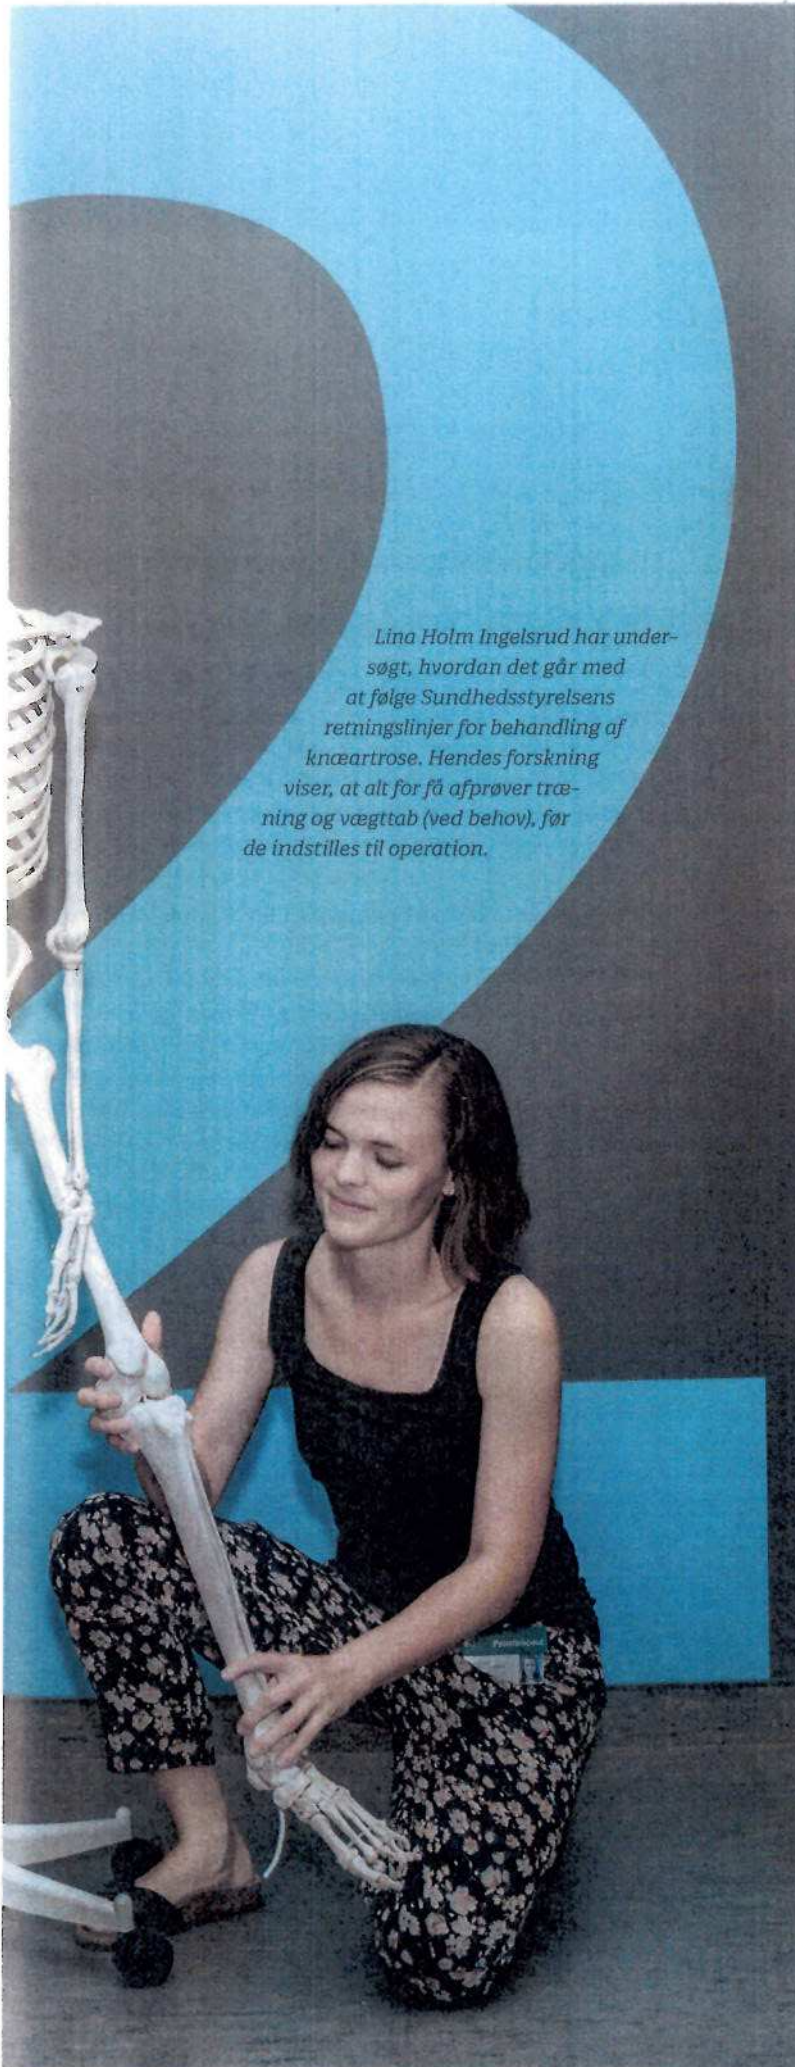 Lina Holm Ingelsrud har under-
søgt, hvordan det går med
at følge Sundhedsstyrelsens
retningslinjer for behandling af
knæartrose. Hendes forskning
viser, at alt for få afprøver træ-
ning og vægttab (ved behov), før
de indstilles til operation.
2